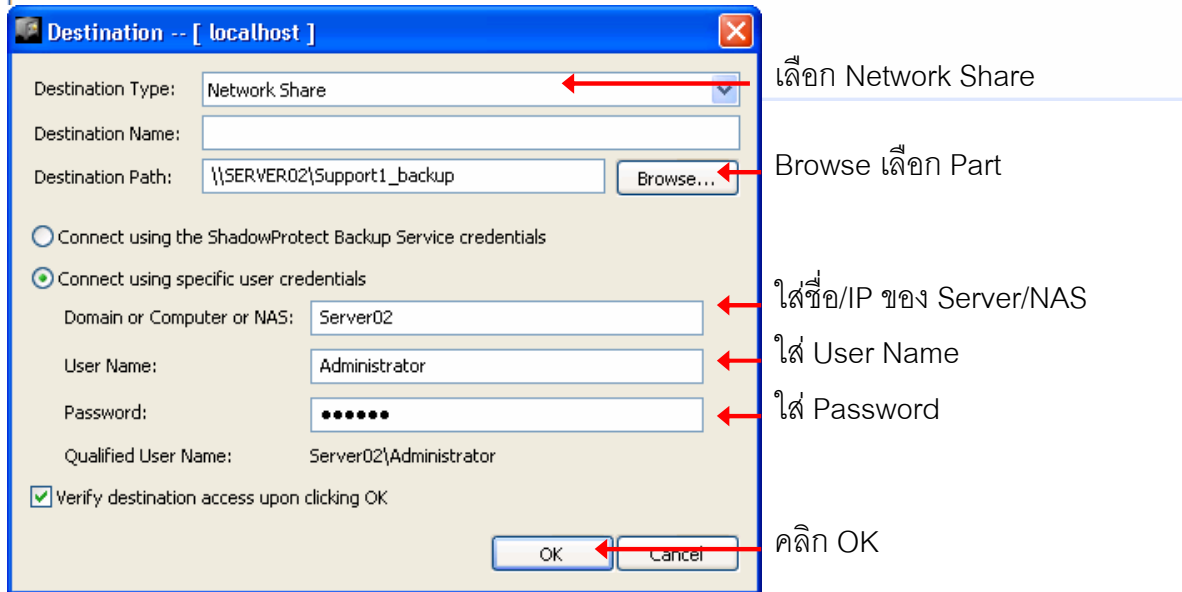 Destination -- [ localhost ]
Destination Type: Network Share
เลือก Network Share
Destination Name:
Destination Path: \\SERVER02\Support1_backup Browse...
Browse เลือก Part
Connect using the ShadowProtect Backup Service credentials
Connect using specific user credentials
Domain or Computer or NAS: Server02
ใส่ชื่อ/IP ของ Server/NAS
User Name: Administrator
ใส่ User Name
Password: ●●●●●●
ใส่ Password
Qualified User Name: Server02\Administrator
Verify destination access upon clicking OK
OK Cancel
คลิก OK